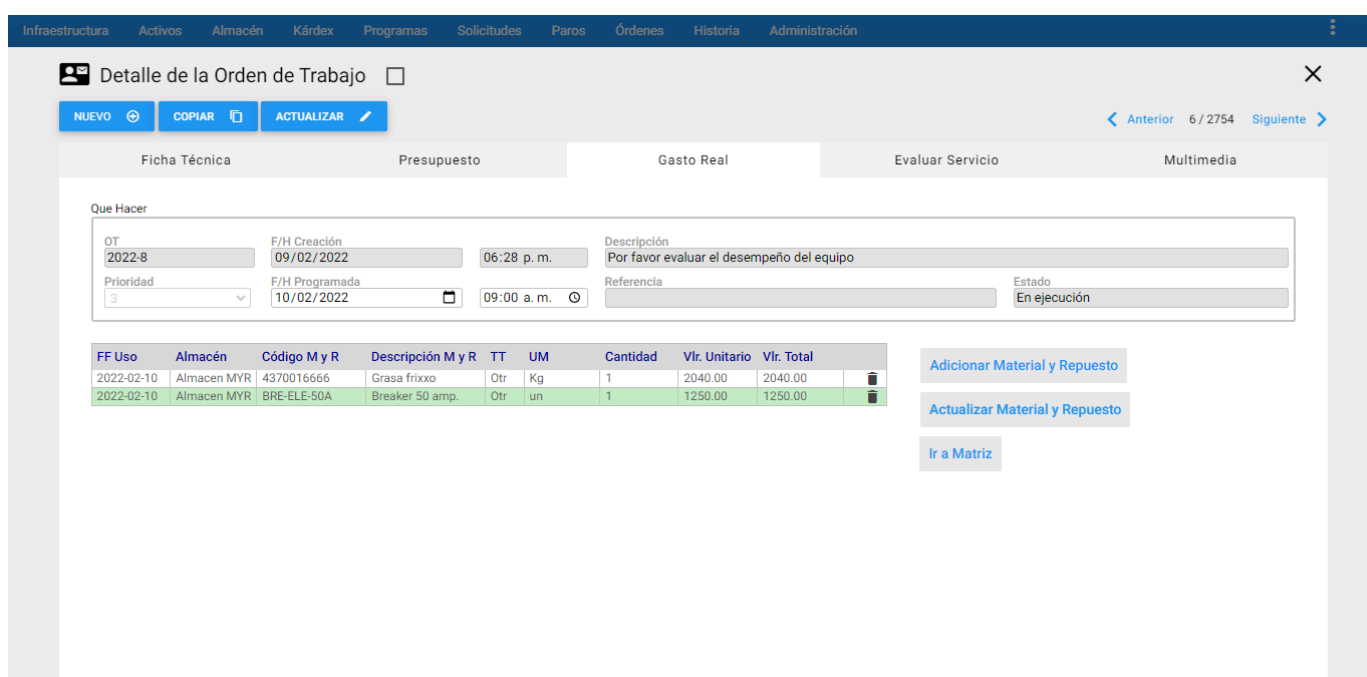 Infraestructura Activos Almacén Kárdex Programas Solicitudes Paros Órdenes Historia Administración
Detalle de la Orden de Trabajo
NUEVO COPIAR ACTUALIZAR
Anterior 6 / 2754 Siguiente
Ficha Técnica Presupuesto Gasto Real Evaluar Servicio Multimedia
Que Hacer
OT F/H Creación Descripción
2022-8 09/02/2022 06:28 p. m. Por favor evaluar el desempeño del equipo
Prioridad F/H Programada Referencia Estado
3 10/02/2022 09:00 a. m. En ejecución
FF Uso Almacén Código M y R Descripción M y R TT UM Cantidad Vlr. Unitario Vlr. Total
2022-02-10 Almacen MYR 4370016666 Grasa frixxo Otr Kg 1 2040.00 2040.00
2022-02-10 Almacen MYR BRE-ELE-50A Breaker 50 amp. Otr un 1 1250.00 1250.00
Adicionar Material y Repuesto
Actualizar Material y Repuesto
Ir a Matriz